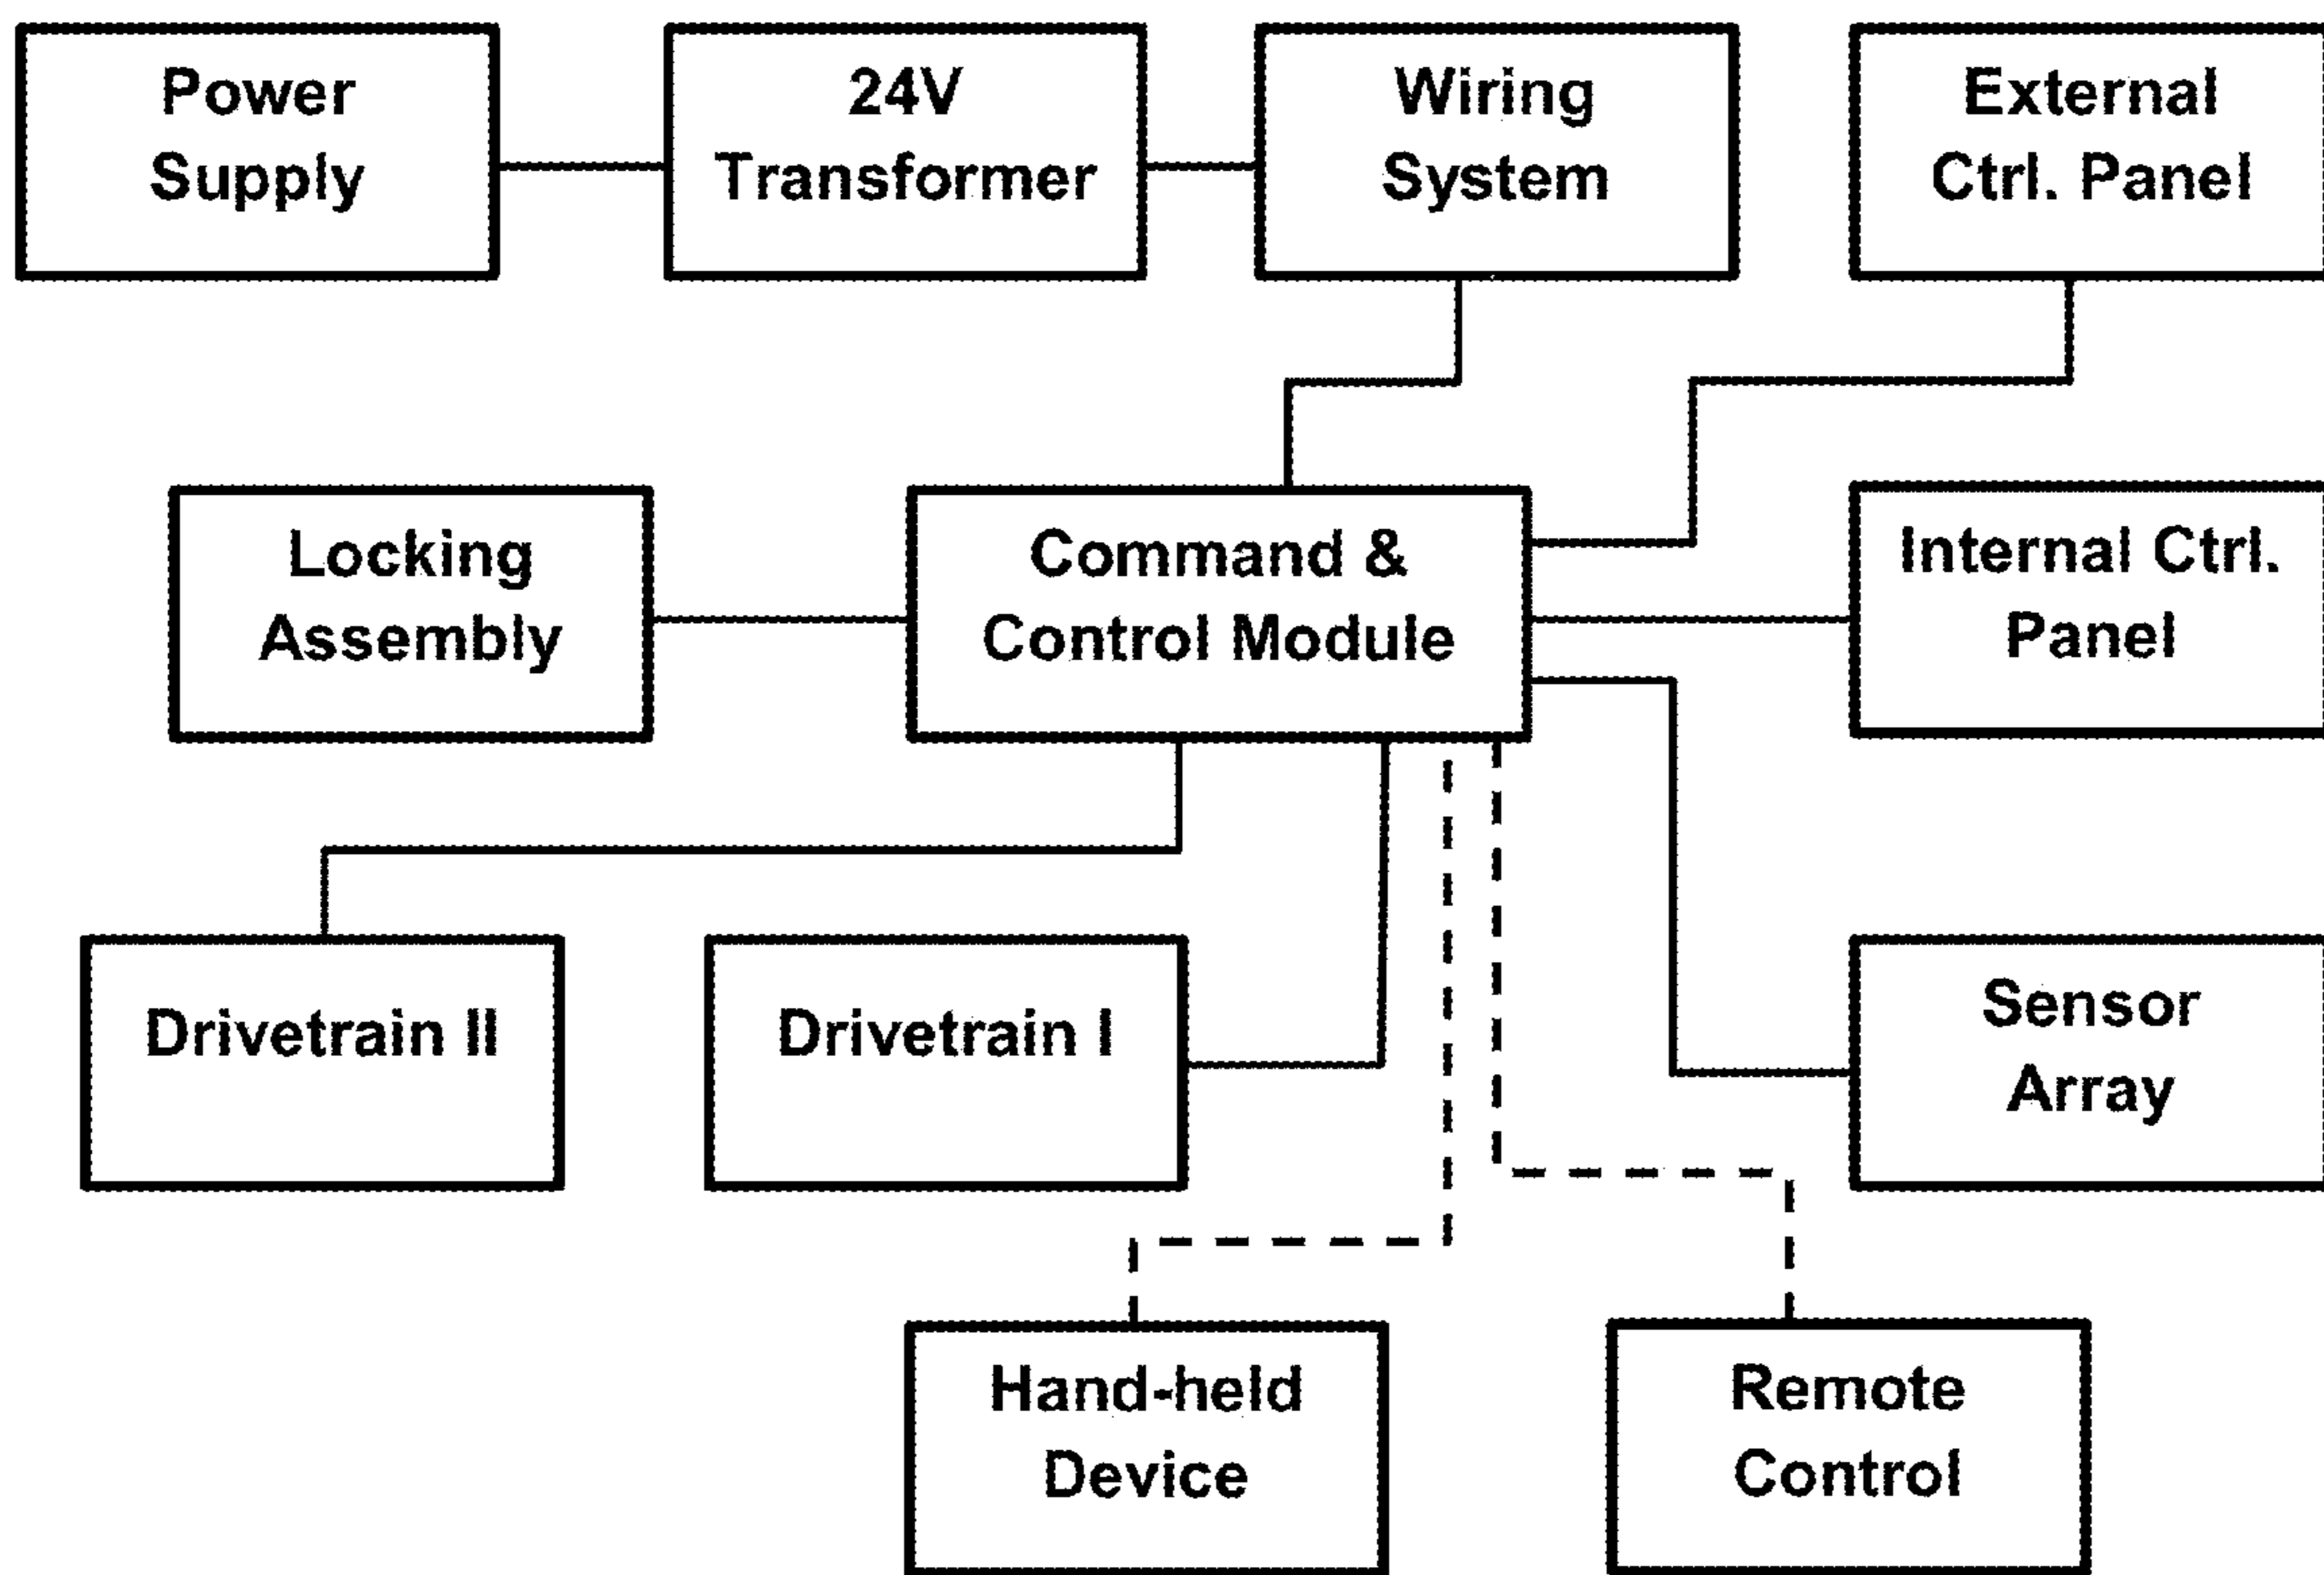 Power
Supply
24V
Transformer
Wiring
System
External
Ctrl. Panel
Locking
Assembly
Command &
Control Module
Internal Ctrl.
Panel
Drivetrain II
Drivetrain I
Sensor
Array
Hand-held
Device
Remote
Control